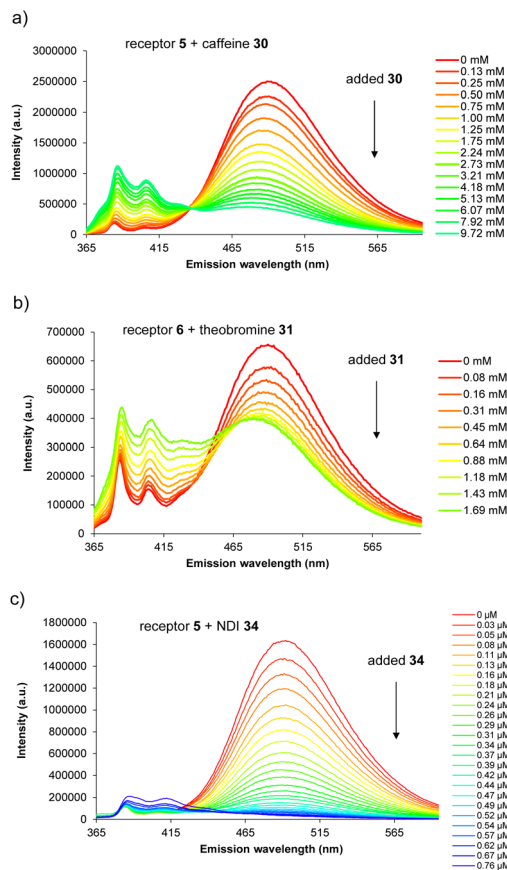 a)
receptor 5 + caffeine 30
added 30
Intensity (a.u.)
3000000
2500000
2000000
1500000
1000000
500000
0
365 415 465 515 565
Emission wavelength (nm)
0 mM
0.13 mM
0.25 mM
0.50 mM
0.75 mM
1.00 mM
1.25 mM
1.75 mM
2.24 mM
2.73 mM
3.21 mM
4.18 mM
5.13 mM
6.07 mM
7.92 mM
9.72 mM
b)
receptor 6 + theobromine 31
added 31
Intensity (a.u.)
700000
600000
500000
400000
300000
200000
100000
0
365 415 465 515 565
Emission wavelength (nm)
0 mM
0.08 mM
0.16 mM
0.31 mM
0.45 mM
0.64 mM
0.88 mM
1.18 mM
1.43 mM
1.69 mM
c)
receptor 5 + NDI 34
added 34
Intensity (a.u.)
1800000
1600000
1400000
1200000
1000000
800000
600000
400000
200000
0
365 415 465 515 565
Emission wavelength (nm)
0 µM
0.03 µM
0.05 µM
0.08 µM
0.11 µM
0.13 µM
0.16 µM
0.18 µM
0.21 µM
0.24 µM
0.26 µM
0.29 µM
0.31 µM
0.34 µM
0.37 µM
0.39 µM
0.42 µM
0.44 µM
0.47 µM
0.49 µM
0.52 µM
0.54 µM
0.57 µM
0.62 µM
0.67 µM
0.76 µM